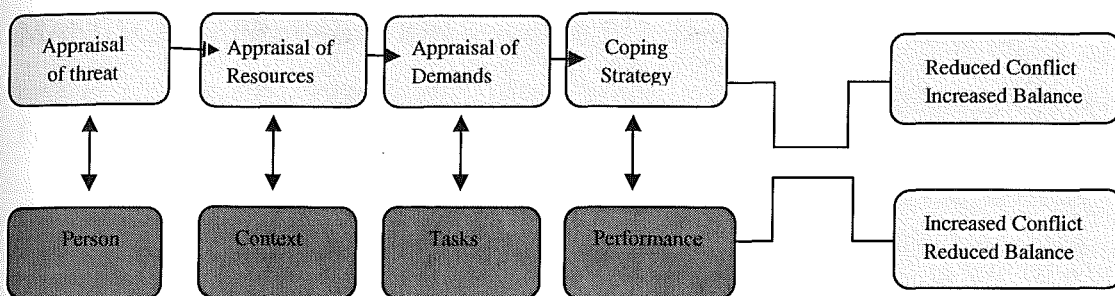 Appraisal
of threat
Appraisal of
Resources
Appraisal of
Demands
Coping
Strategy
Reduced Conflict
Increased Balance
Person
Context
Tasks
Performance
Increased Conflict
Reduced Balance